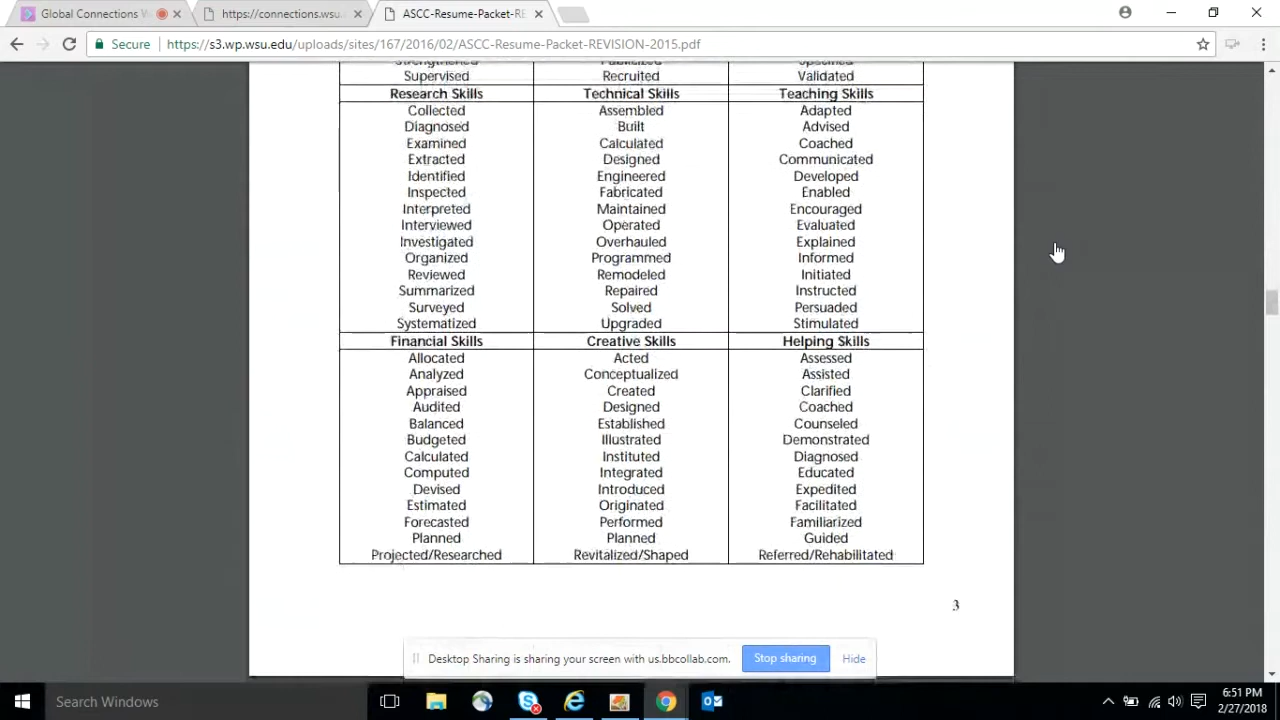 Global Connections W
https://connections.wsu.e
ASCC-Resume-Packet-RE
Secure https://s3.wp.wsu.edu/uploads/sites/167/2016/02/ASCC-Resume-Packet-REVISION-2015.pdf
Strengthened Publicized Specified
Supervised Recruited Validated
Research Skills Technical Skills Teaching Skills
Collected Assembled Adapted
Diagnosed Built Advised
Examined Calculated Coached
Extracted Designed Communicated
Identified Engineered Developed
Inspected Fabricated Enabled
Interpreted Maintained Encouraged
Interviewed Operated Evaluated
Investigated Overhauled Explained
Organized Programmed Informed
Reviewed Remodeled Initiated
Summarized Repaired Instructed
Surveyed Solved Persuaded
Systematized Upgraded Stimulated
Financial Skills Creative Skills Helping Skills
Allocated Acted Assessed
Analyzed Conceptualized Assisted
Appraised Created Clarified
Audited Designed Coached
Balanced Established Counseled
Budgeted Illustrated Demonstrated
Calculated Instituted Diagnosed
Computed Integrated Educated
Devised Introduced Expedited
Estimated Originated Facilitated
Forecasted Performed Familiarized
Planned Planned Guided
Projected/Researched Revitalized/Shaped Referred/Rehabilitated
3
Desktop Sharing is sharing your screen with us.bbcollab.com. Stop sharing Hide
Search Windows
6:51 PM
2/27/2018